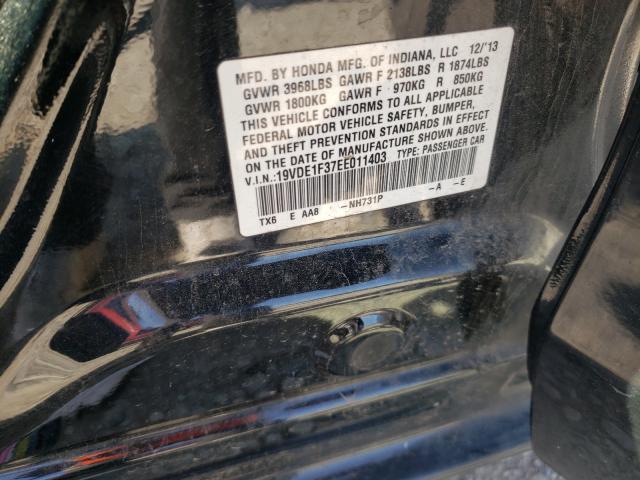 MFD. BY HONDA MFG. OF INDIANA, LLC 12/'13
GVWR 3968LBS GAWR F 2138LBS R 1874LBS
GVWR 1800KG GAWR F 970KG R 850KG
THIS VEHICLE CONFORMS TO ALL APPLICABLE
FEDERAL MOTOR VEHICLE SAFETY, BUMPER,
AND THEFT PREVENTION STANDARDS IN EFFECT
ON THE DATE OF MANUFACTURE SHOWN ABOVE.
V.I.N.:19VDE1F37EE011403 TYPE: PASSENGER CAR
TX6 E AA8 -NH731P -A -E